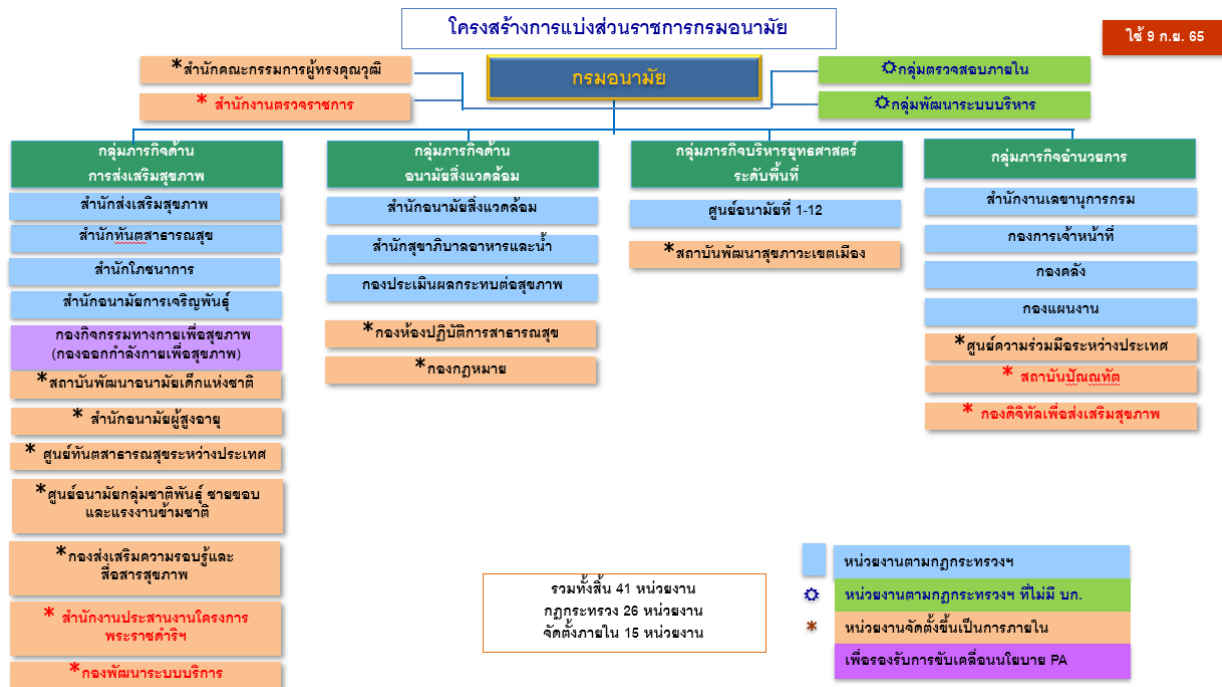 โครงสร้างการแบ่งส่วนราชการกรมอนามัย
ใช้ 9 ก.ย. 65
*สำนักคณะกรรมการผู้ทรงคุณวุฒิ
* สำนักงานตรวจราชการ
กรมอนามัย
กลุ่มตรวจสอบภายใน
กลุ่มพัฒนาระบบบริหาร
กลุ่มภารกิจด้าน
การส่งเสริมสุขภาพ
สำนักส่งเสริมสุขภาพ
สำนักทันตสาธารณสุข
สำนักโภชนาการ
สำนักอนามัยการเจริญพันธุ์
กองกิจกรรมทางกายเพื่อสุขภาพ
(กองออกกำลังกายเพื่อสุขภาพ)
*สถาบันพัฒนาอนามัยเด็กแห่งชาติ
* สำนักอนามัยผู้สูงอายุ
* ศูนย์ทันตสาธารณสุขระหว่างประเทศ
*ศูนย์อนามัยกลุ่มชาติพันธุ์ ชายขอบ
และแรงงานข้ามชาติ
*กองส่งเสริมความรอบรู้และ
สื่อสารสุขภาพ
* สำนักงานประสานงานโครงการ
พระราชดำริฯ
*กองพัฒนาระบบบริการ
กลุ่มภารกิจด้าน
อนามัยสิ่งแวดล้อม
สำนักอนามัยสิ่งแวดล้อม
สำนักสุขาภิบาลอาหารและน้ำ
กองประเมินผลกระทบต่อสุขภาพ
*กองห้องปฏิบัติการสาธารณสุข
*กองกฎหมาย
กลุ่มภารกิจบริหารยุทธศาสตร์
ระดับพื้นที่
ศูนย์อนามัยที่ 1-12
*สถาบันพัฒนาสุขภาวะเขตเมือง
กลุ่มภารกิจอำนวยการ
สำนักงานเลขานุการกรม
กองการเจ้าหน้าที่
กองคลัง
กองแผนงาน
*ศูนย์ความร่วมมือระหว่างประเทศ
* สถาบันปัณณทัต
* กองดิจิทัลเพื่อส่งเสริมสุขภาพ
รวมทั้งสิ้น 41 หน่วยงาน
กฎกระทรวง 26 หน่วยงาน
จัดตั้งภายใน 15 หน่วยงาน
หน่วยงานตามกฎกระทรวงฯ
หน่วยงานตามกฎกระทรวงฯ ที่ไม่มี บก.
* หน่วยงานจัดตั้งขึ้นเป็นการภายใน
เพื่อรองรับการขับเคลื่อนนโยบาย PA